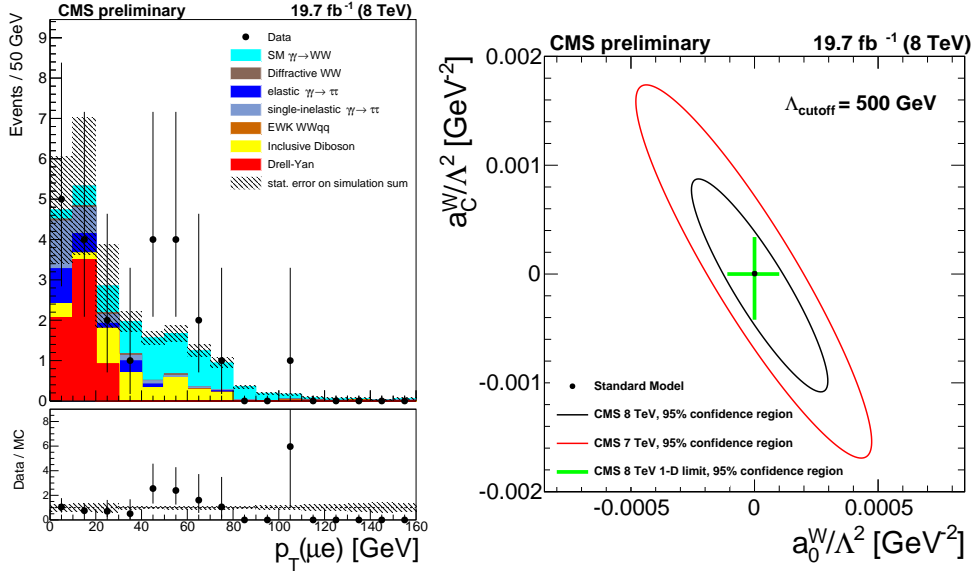 CMS preliminary 19.7 fb⁻¹ (8 TeV)
Events / 50 GeV
9
8
7
6
5
4
3
2
1
0
Data
SM γγ→WW
Diffractive WW
elastic γγ→ττ
single-inelastic γγ→ττ
EWK WWqq
Inclusive Diboson
Drell-Yan
stat. error on simulation sum
Data / MC
8
6
4
2
0
0 20 40 60 80 100 120 140 160
p_T(μe) [GeV]
CMS preliminary 19.7 fb⁻¹ (8 TeV)
a_C^W/Λ² [GeV⁻²]
0.002
0.001
0
-0.001
-0.002
Λcutoff = 500 GeV
Standard Model
CMS 8 TeV, 95% confidence region
CMS 7 TeV, 95% confidence region
CMS 8 TeV 1-D limit, 95% confidence region
-0.0005 0 0.0005
a_0^W/Λ² [GeV⁻²]